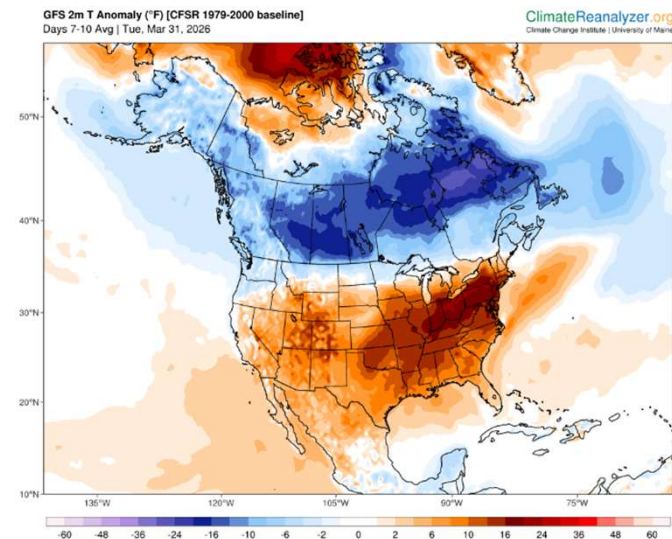 GFS 2m T Anomaly (°F) [CFSR 1979-2000 baseline]
Days 7-10 Avg | Tue, Mar 31, 2026
ClimateReanalyzer.org
Climate Change Institute | University of Maine
50°N
40°N
30°N
20°N
10°N
135°W 120°W 105°W 90°W 75°W
-60 -48 -36 -24 -16 -10 -6 -2 0 2 6 10 16 24 36 48 60